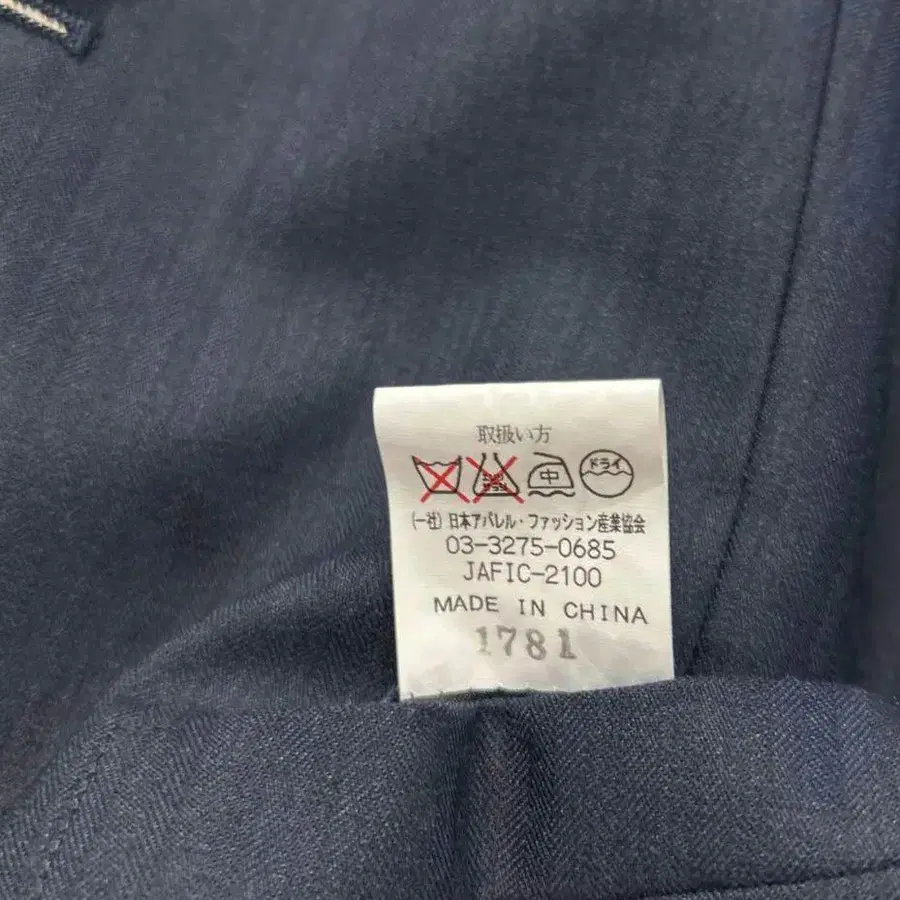 取扱い方
中 ドライ
(一社) 日本アパレル・ファッション産業協会
03-3275-0685
JAFIC-2100
MADE IN CHINA
1781